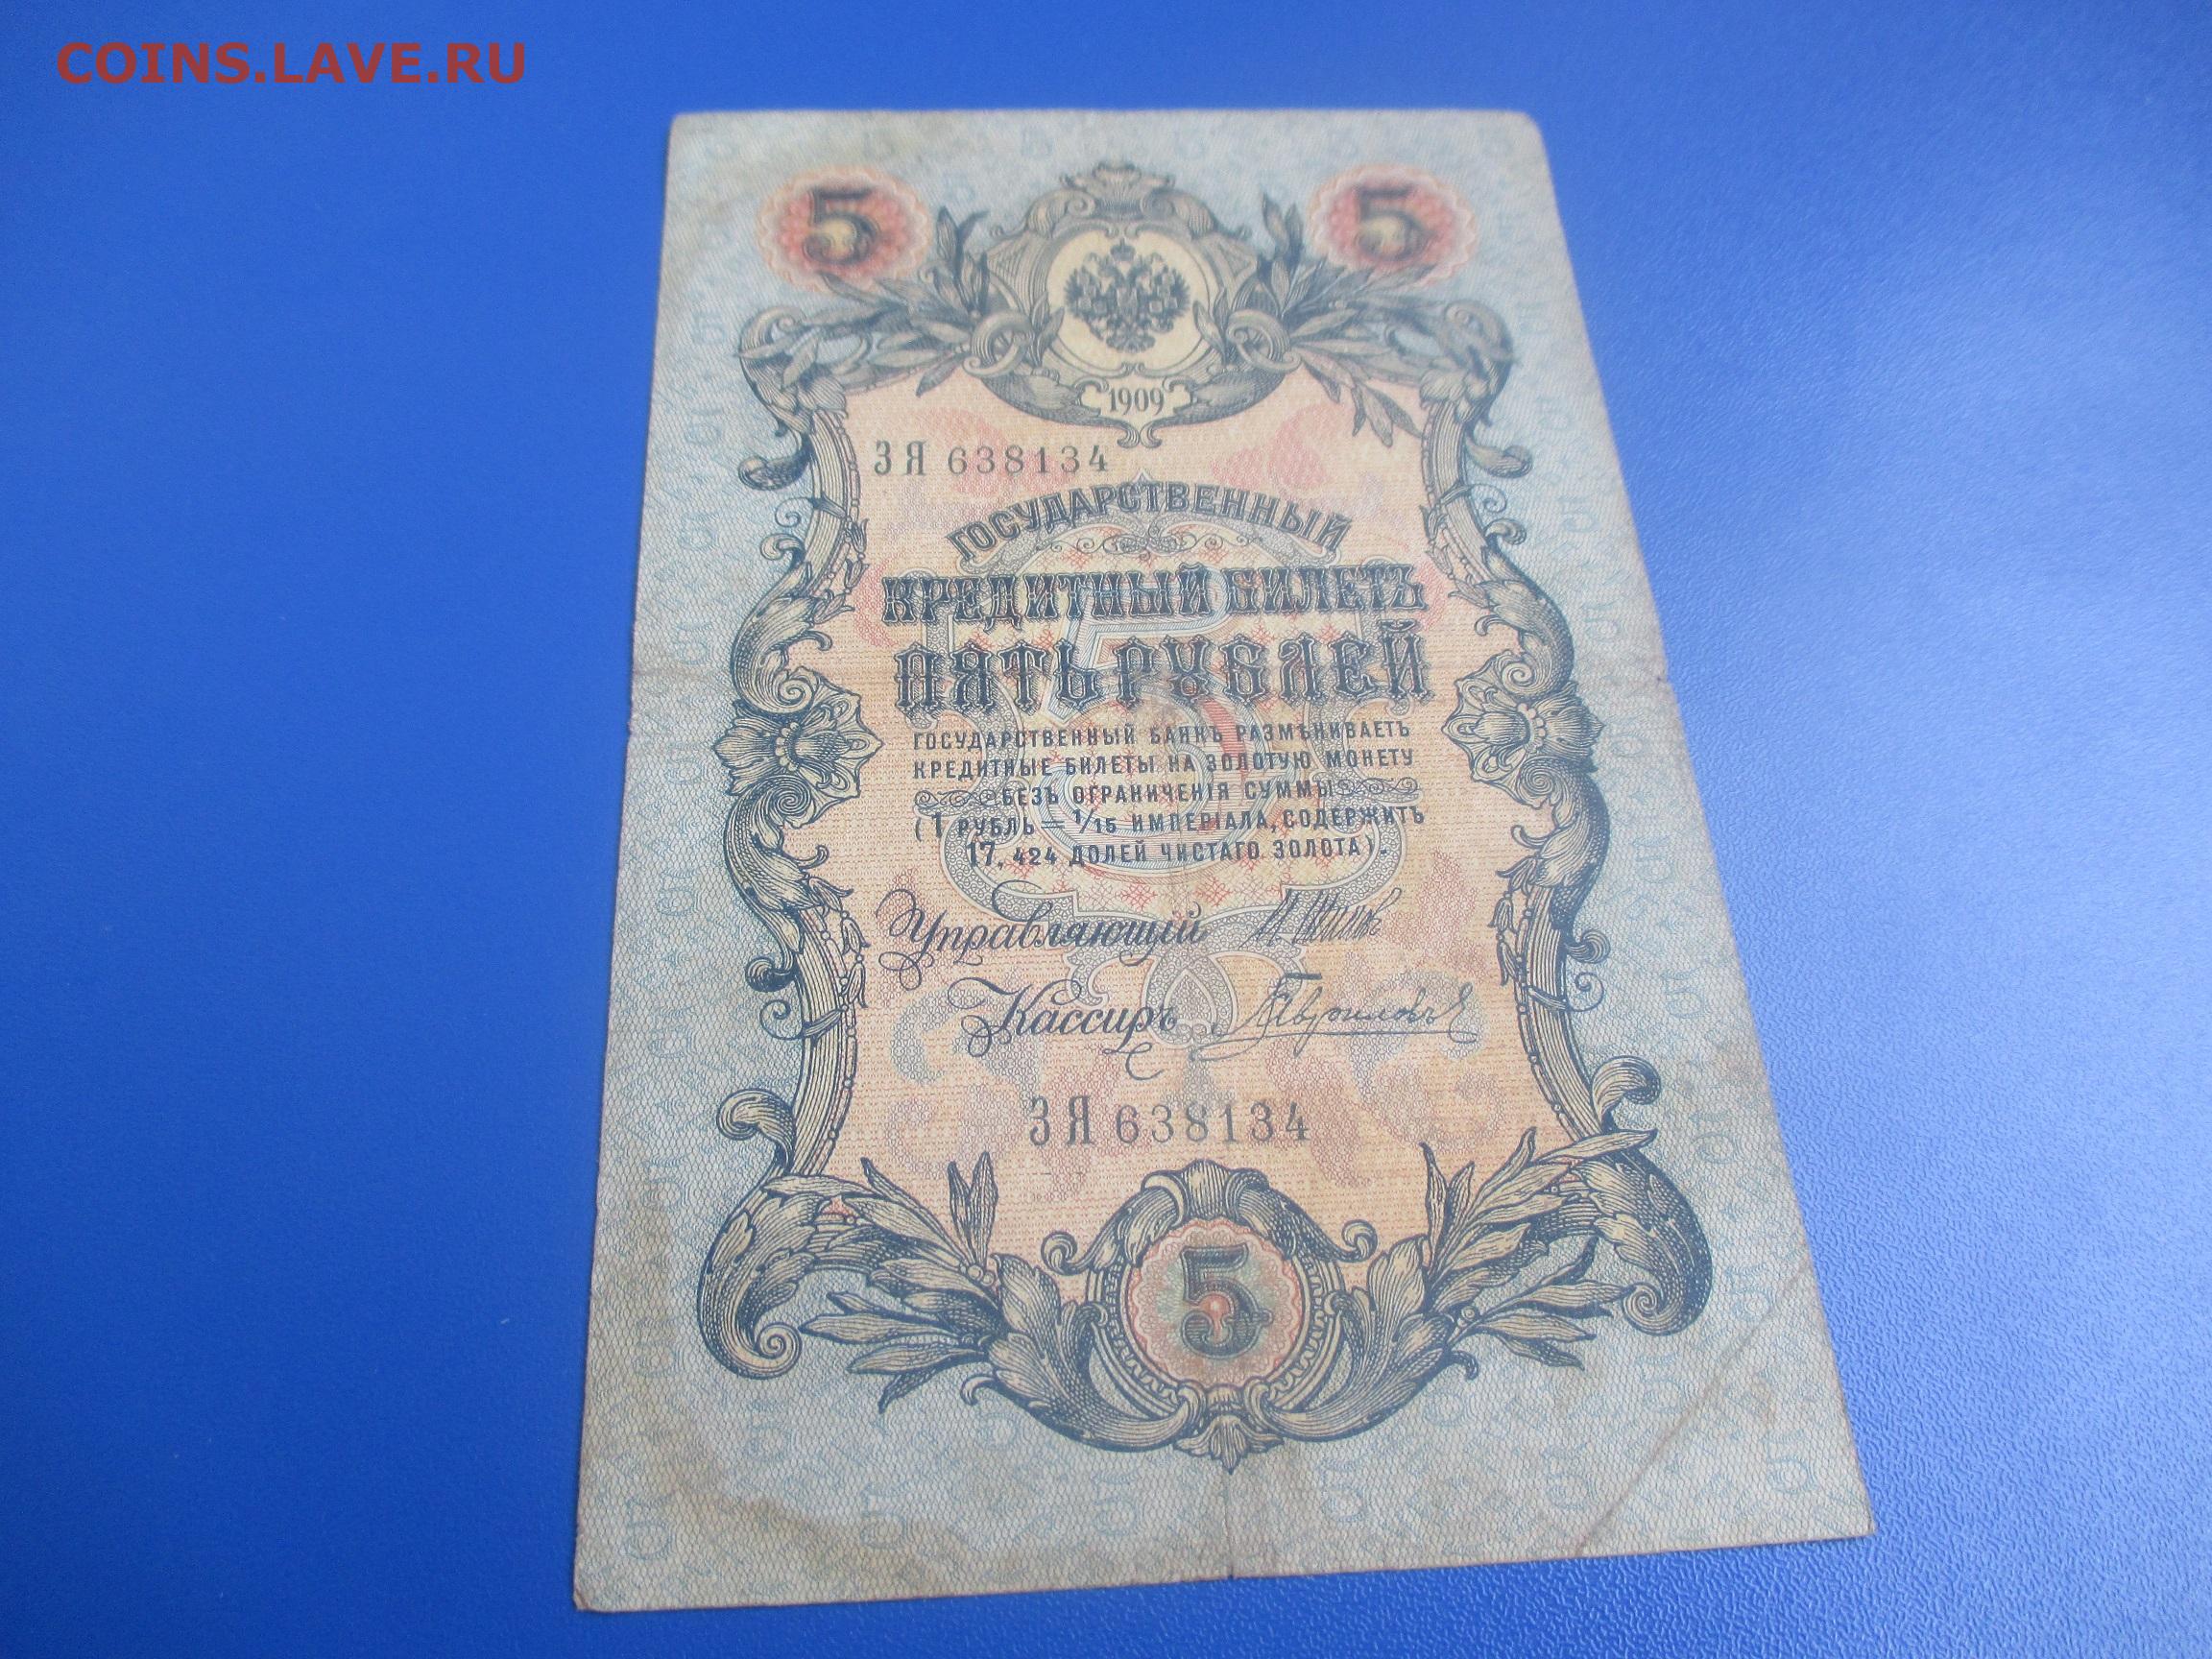 COINS.LAVE.RU
5 5
1909
ЗЯ 638134
ГОСУДАРСТВЕННЫЙ
КРЕДИТНЫЙ БИЛЕТЪ
ПЯТЬ РУБЛЕЙ
ГОСУДАРСТВЕННЫЙ БАНКЪ РАЗМѢНИВАЕТЪ
КРЕДИТНЫЕ БИЛЕТЫ НА ЗОЛОТУЮ МОНЕТУ
БЕЗЪ ОГРАНИЧЕНІЯ СУММЫ
(1 РУБЛЬ = 1/15 ИМПЕРІАЛА, СОДЕРЖИТЪ
17,424 ДОЛЕЙ ЧИСТАГО ЗОЛОТА).
Управляющій И. Шиповъ
Кассиръ Гавриловъ
ЗЯ 638134
5